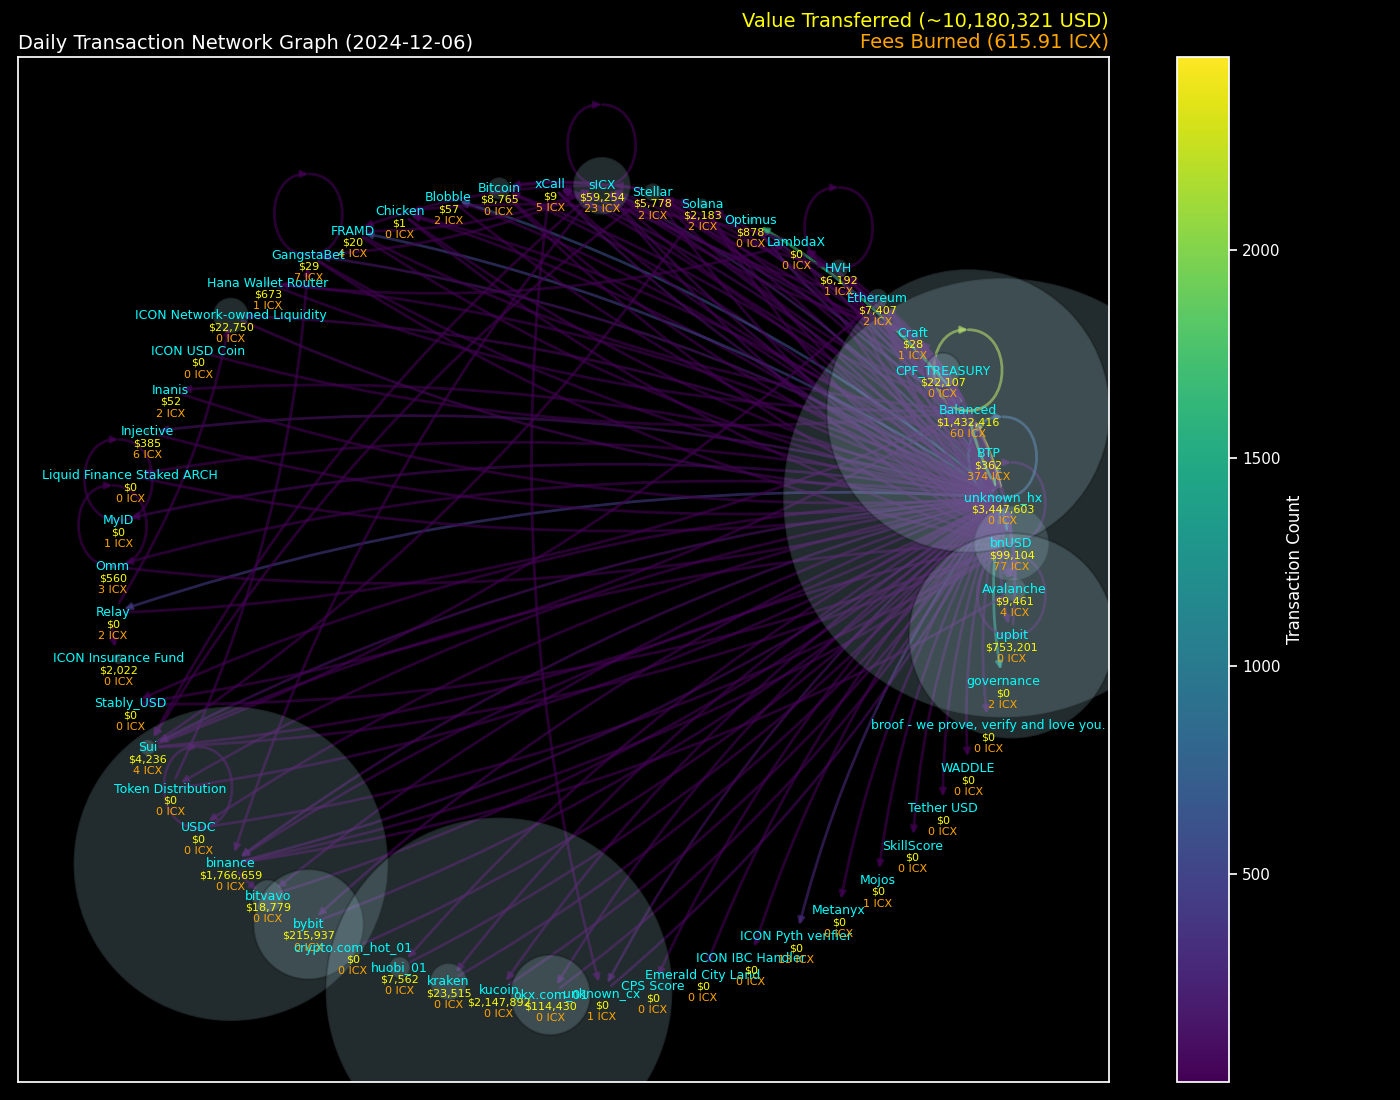 Value Transferred (~10,180,321 USD)
Daily Transaction Network Graph (2024-12-06)
Fees Burned (615.91 ICX)
sICX
$59,254
23 ICX
xCall
$9
5 ICX
Bitcoin
$8,765
0 ICX
Stellar
$5,778
2 ICX
Blobble
$57
2 ICX
Solana
$2,183
2 ICX
Chicken
$1
0 ICX
Optimus
$878
0 ICX
FRAMD
$20
ICX
LambdaX
$0
0 ICX
GangstaBet
$29
7 ICX
HVH
$6,192
1 ICX
Hana Wallet Router
$673
1 ICX
Ethereum
$7,407
2 ICX
ICON Network-owned Liquidity
$22,750
0 ICX
Craft
$28
1 ICX
ICON USD Coin
$0
0 ICX
CPF_TREASURY
$22,107
0 ICX
Inanis
$52
2 ICX
Balanced
$1,432,416
60 ICX
Injective
$385
6 ICX
BTP
$362
374 ICX
Liquid Finance Staked ARCH
$0
0 ICX
unknown_hx
$3,447,603
0 ICX
MyID
$0
1 ICX
bnUSD
$99,104
77 ICX
Omm
$560
3 ICX
Avalanche
$9,461
4 ICX
Relay
$0
2 ICX
upbit
$753,201
0 ICX
ICON Insurance Fund
$2,022
0 ICX
governance
$0
2 ICX
Stably_USD
$0
0 ICX
broof - we prove, verify and love you.
$0
0 ICX
Sui
$4,236
4 ICX
WADDLE
$0
0 ICX
Token Distribution
$0
0 ICX
Tether USD
$0
0 ICX
USDC
$0
0 ICX
SkillScore
$0
0 ICX
binance
$1,766,659
0 ICX
Mojos
$0
1 ICX
bitvavo
$18,779
0 ICX
Metanyx
$0
0 ICX
bybit
$215,937
0 ICX
ICON Pyth verifier
$0
13 ICX
crypto.com_hot_01
$0
0 ICX
ICON IBC Handler
$0
0 ICX
huobi_01
$7,562
0 ICX
Emerald City Land
$0
0 ICX
kraken
$23,515
0 ICX
CPS Score
$0
0 ICX
kucoin
$2,147,892
0 ICX
okx.com_01
$114,430
0 ICX
unknown_cx
$0
1 ICX
2000
1500
1000
500
Transaction Count